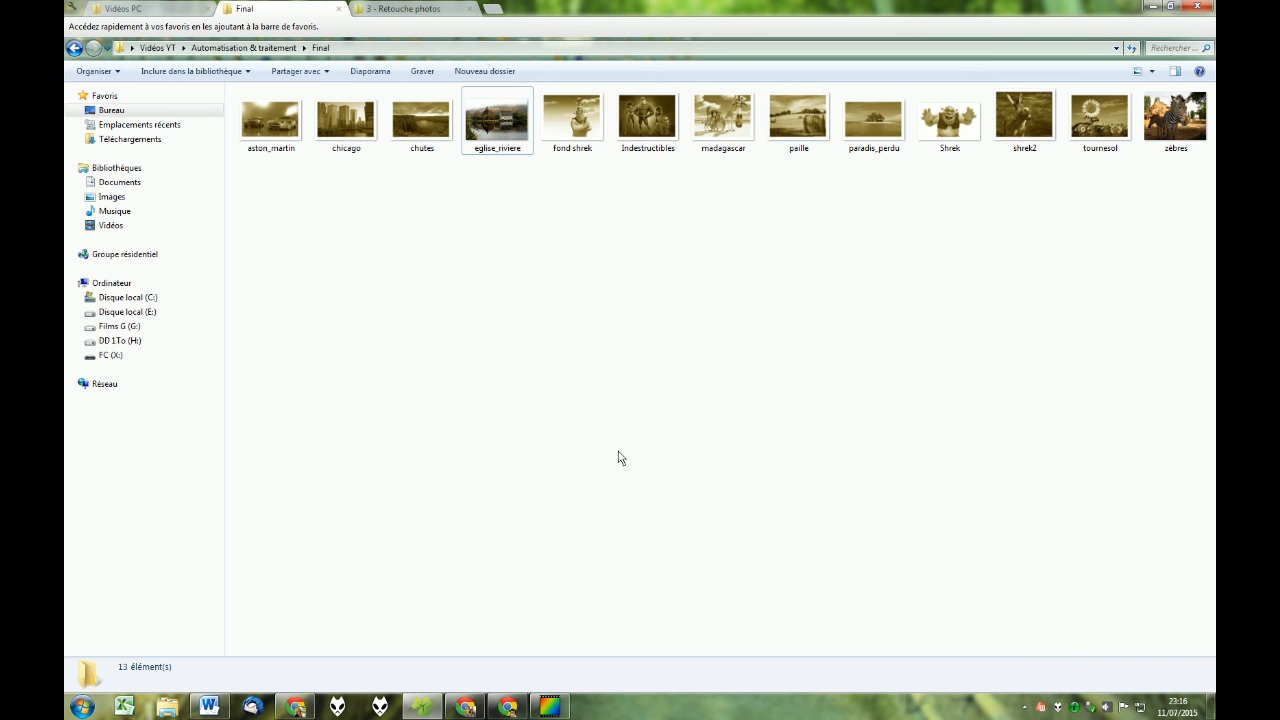 Vidéos PC
Final
3 - Retouche photos
Accédez rapidement à vos favoris en les ajoutant à la barre de favoris.
Vidéos YT Automatisation & traitement Final
Rechercher...
Organiser Inclure dans la bibliothèque Partager avec Diaporama Graver Nouveau dossier
Favoris
Bureau
Emplacements récents
Téléchargements
Bibliothèques
Documents
Images
Musique
Vidéos
Groupe résidentiel
Ordinateur
Disque local (C:)
Disque local (E:)
Films G (G:)
DD 1To (H:)
FC (X:)
Réseau
aston_martin
chicago
chutes
eglise_riviere
fond shrek
Indestructibles
madagascar
paille
paradis_perdu
Shrek
shrek2
tournesol
zèbres
13 élément(s)
23:16
11/07/2015